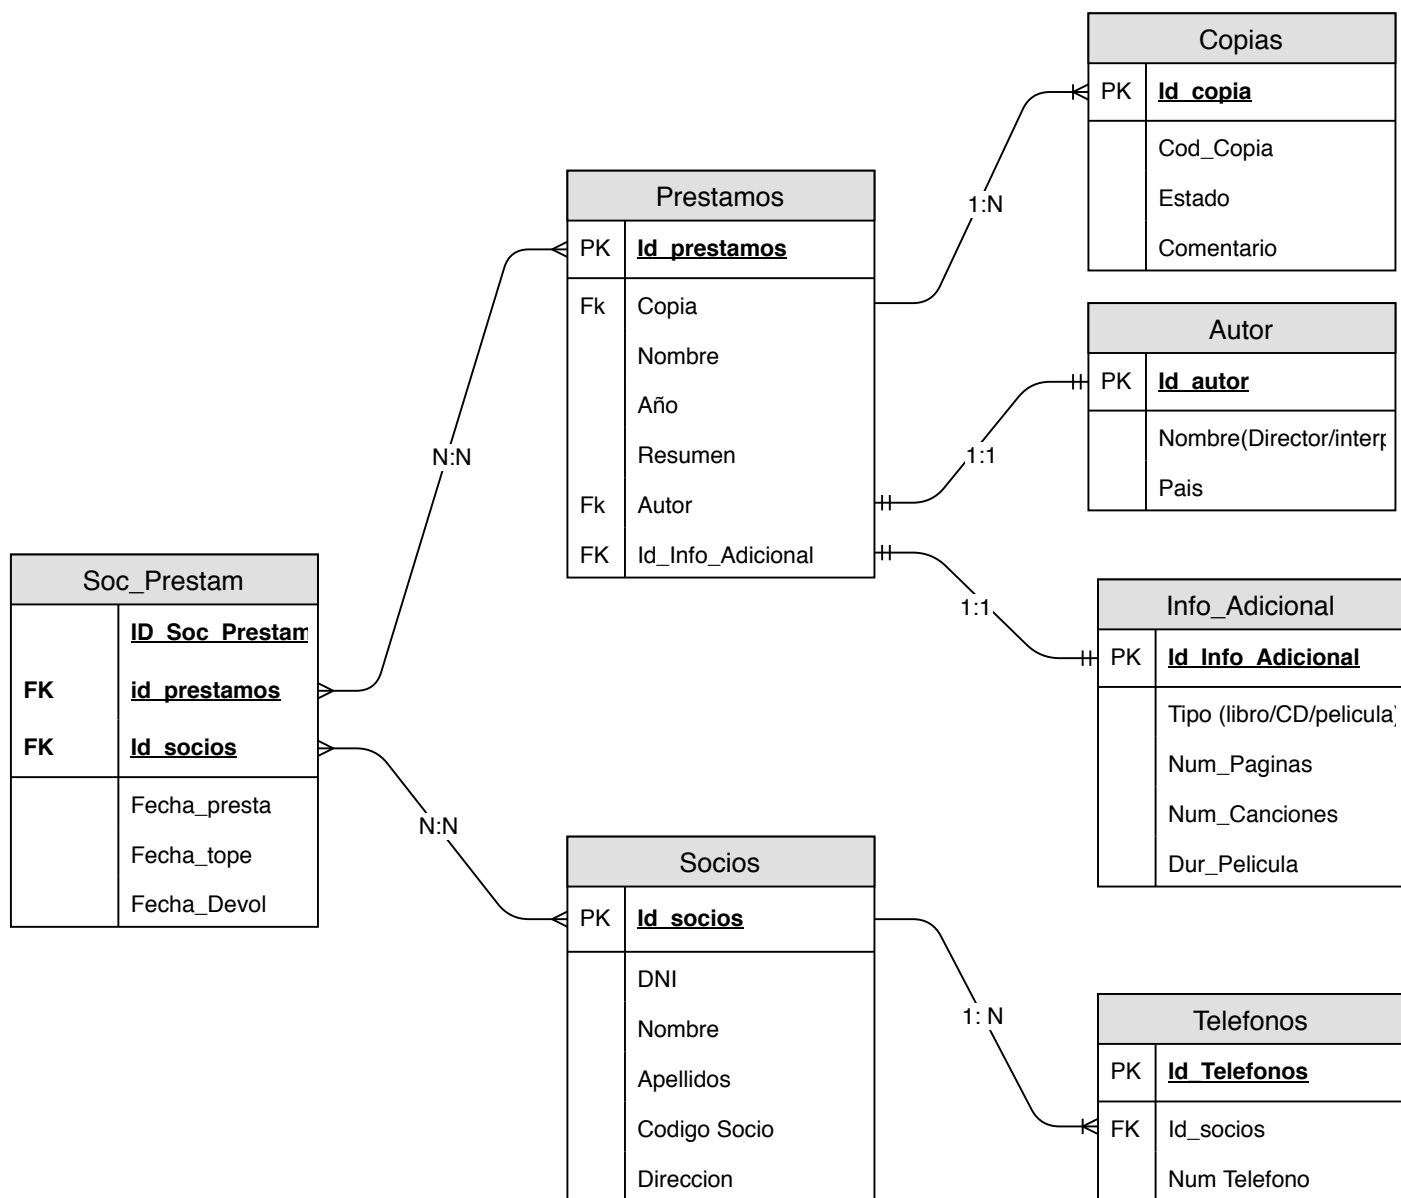 Copias
PK Id_copia
Cod_Copia
Estado
Comentario
Prestamos
PK Id_prestamos
Fk Copia
Nombre
Año
Resumen
Fk Autor
FK Id_Info_Adicional
1:N
Autor
PK Id_autor
Nombre(Director/inter
Pais
1:1
N:N
1:1
Soc_Prestam
ID_Soc_Prestam
FK id_prestamos
FK Id_socios
Fecha_presta
Fecha_tope
Fecha_Devol
Info_Adicional
PK Id_Info_Adicional
Tipo (libro/CD/pelicula)
Num_Paginas
Num_Canciones
Dur_Pelicula
N:N
Socios
PK Id_socios
DNI
Nombre
Apellidos
Codigo Socio
Direccion
1: N
Telefonos
PK Id_Telefonos
FK Id_socios
Num Telefono